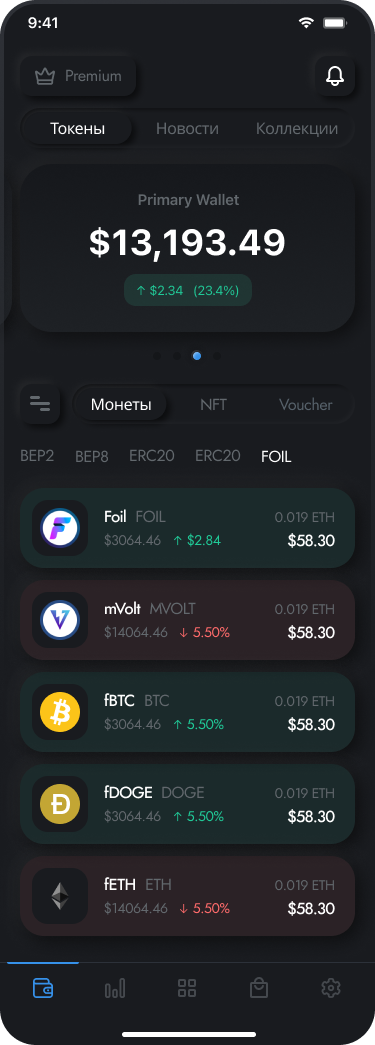 9:41
Premium
Токены Новости Коллекции
Primary Wallet
$13,193.49
↑ $2.34 (23.4%)
Монеты NFT Voucher
BEP2 BEP8 ERC20 ERC20 FOIL
Foil FOIL 0.019 ETH
$3064.46 ↑ $2.84 $58.30
mVolt MVOLT 0.019 ETH
$14064.46 ↓ 5.50% $58.30
fBTC BTC 0.019 ETH
$3064.46 ↑ 5.50% $58.30
fDOGE DOGE 0.019 ETH
$3064.46 ↑ 5.50% $58.30
fETH ETH 0.019 ETH
$14064.46 ↓ 5.50% $58.30